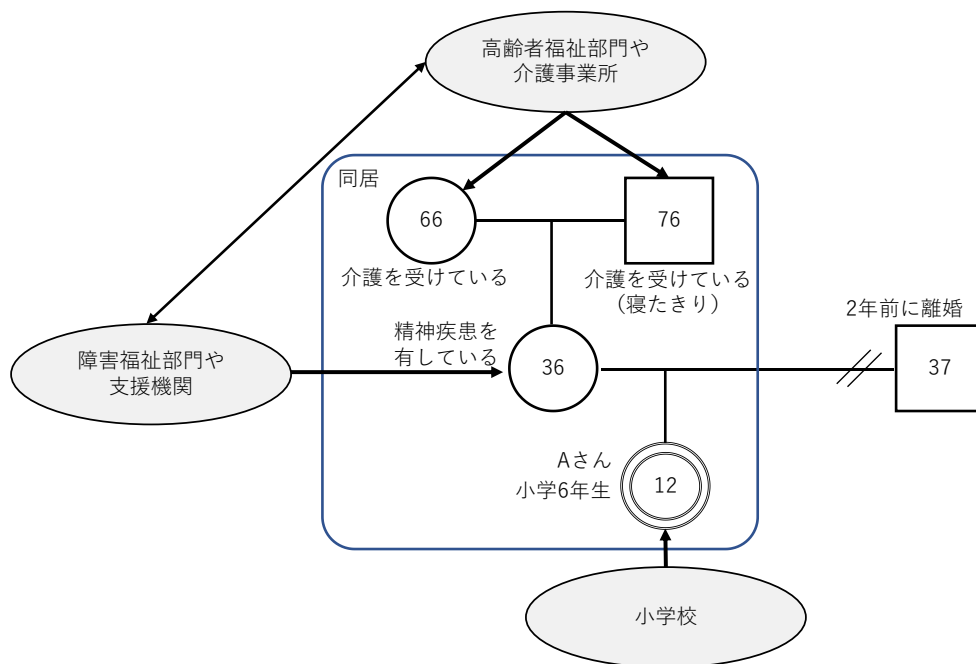 高齢者福祉部門や
介護事業所
同居
66
76
介護を受けている
介護を受けている
（寝たきり）
2年前に離婚
精神疾患を
有している
障害福祉部門や
支援機関
36
37
Aさん
小学6年生
12
小学校